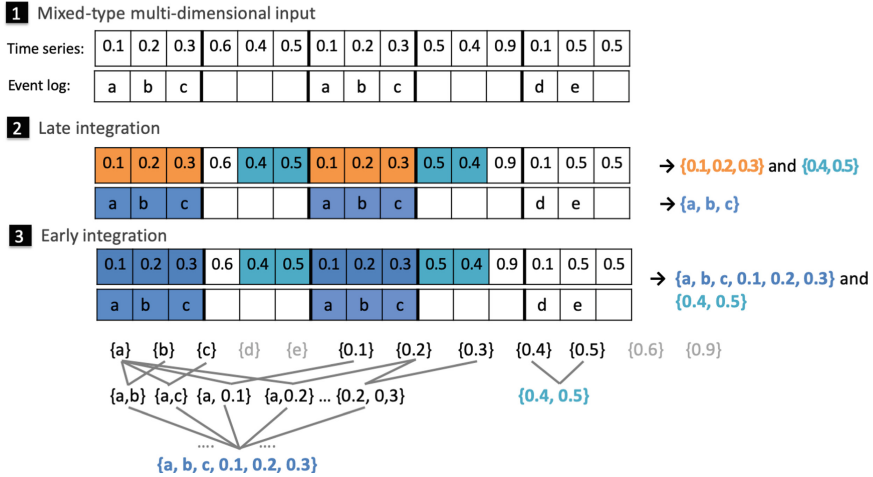 1 Mixed-type multi-dimensional input
Time series: 0.1 0.2 0.3 0.6 0.4 0.5 0.1 0.2 0.3 0.5 0.4 0.9 0.1 0.5 0.5
Event log: a b c a b c d e
2 Late integration
0.1 0.2 0.3 0.6 0.4 0.5 0.1 0.2 0.3 0.5 0.4 0.9 0.1 0.5 0.5 → {0.1, 0.2, 0.3} and {0.4, 0.5}
a b c a b c d e → {a, b, c}
3 Early integration
0.1 0.2 0.3 0.6 0.4 0.5 0.1 0.2 0.3 0.5 0.4 0.9 0.1 0.5 0.5 → {a, b, c, 0.1, 0.2, 0.3} and
a b c a b c d e {0.4, 0.5}
{a} {b} {c} {d} {e} {0.1} {0.2} {0.3} {0.4} {0.5} {0.6} {0.9}
{a,b} {a,c} {a, 0.1} {a,0.2} ... {0.2, 0,3} {0.4, 0.5}
.... ....
{a, b, c, 0.1, 0.2, 0.3}